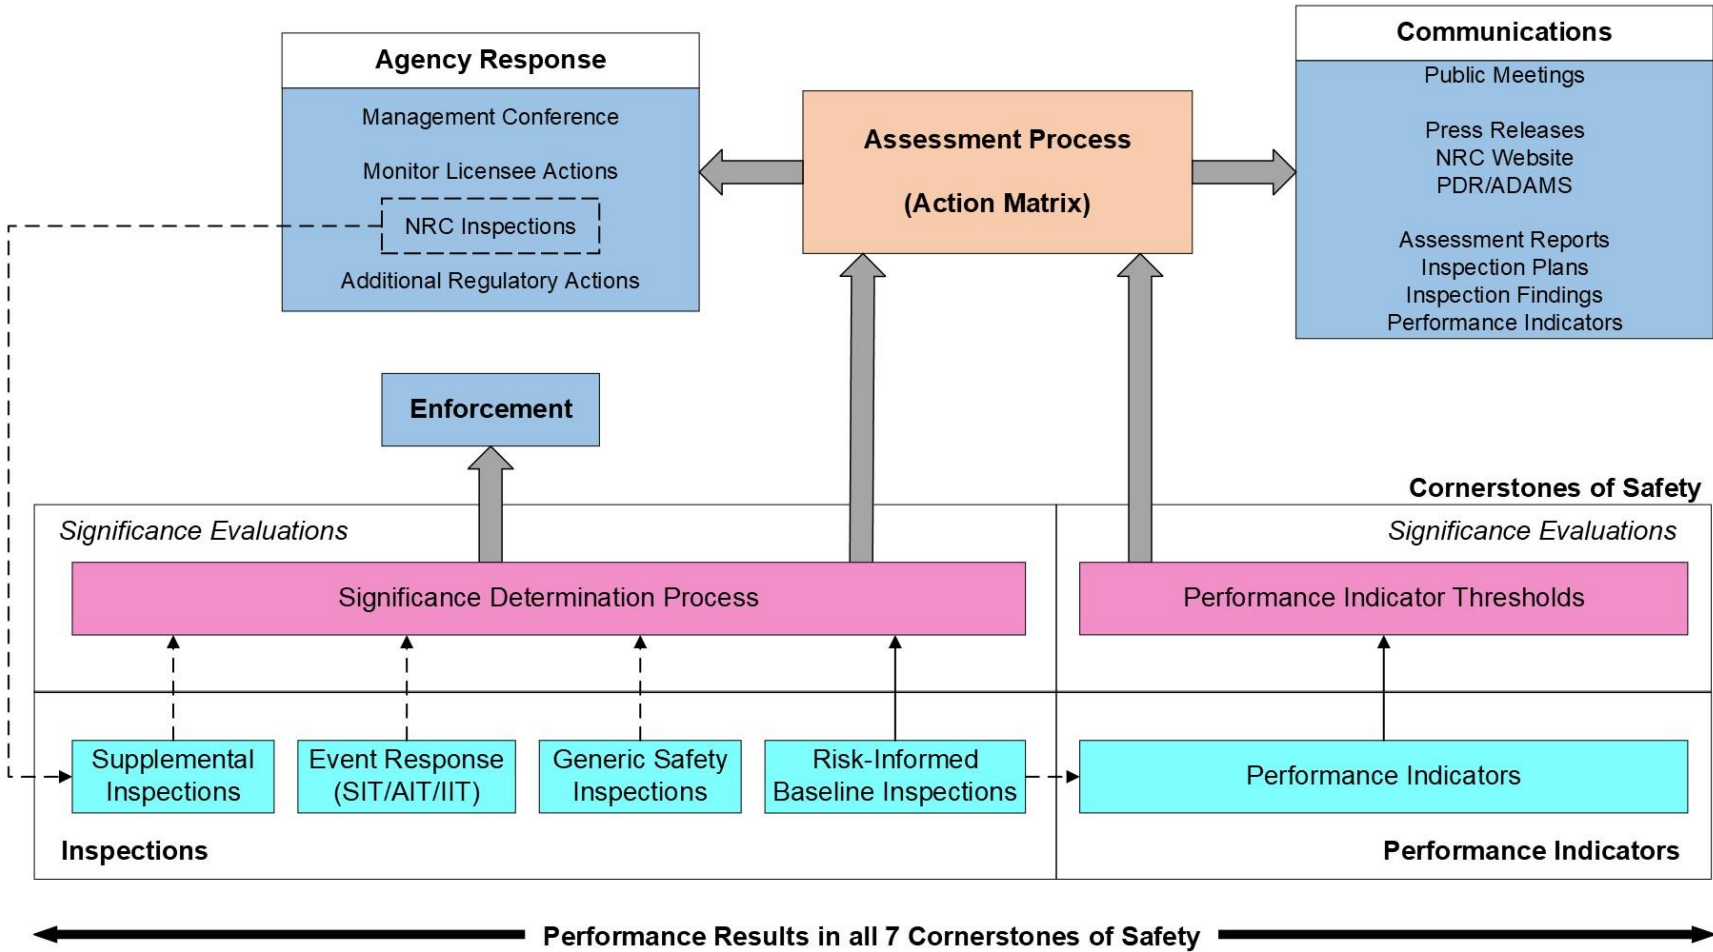 Agency Response
Management Conference
Monitor Licensee Actions
NRC Inspections
Additional Regulatory Actions
Assessment Process
(Action Matrix)
Communications
Public Meetings
Press Releases
NRC Website
PDR/ADAMS
Assessment Reports
Inspection Plans
Inspection Findings
Performance Indicators
Enforcement
Cornerstones of Safety
Significance Evaluations
Significance Evaluations
Significance Determination Process
Performance Indicator Thresholds
Supplemental
Inspections
Event Response
(SIT/AIT/IIT)
Generic Safety
Inspections
Risk-Informed
Baseline Inspections
Performance Indicators
Inspections
Performance Indicators
Performance Results in all 7 Cornerstones of Safety